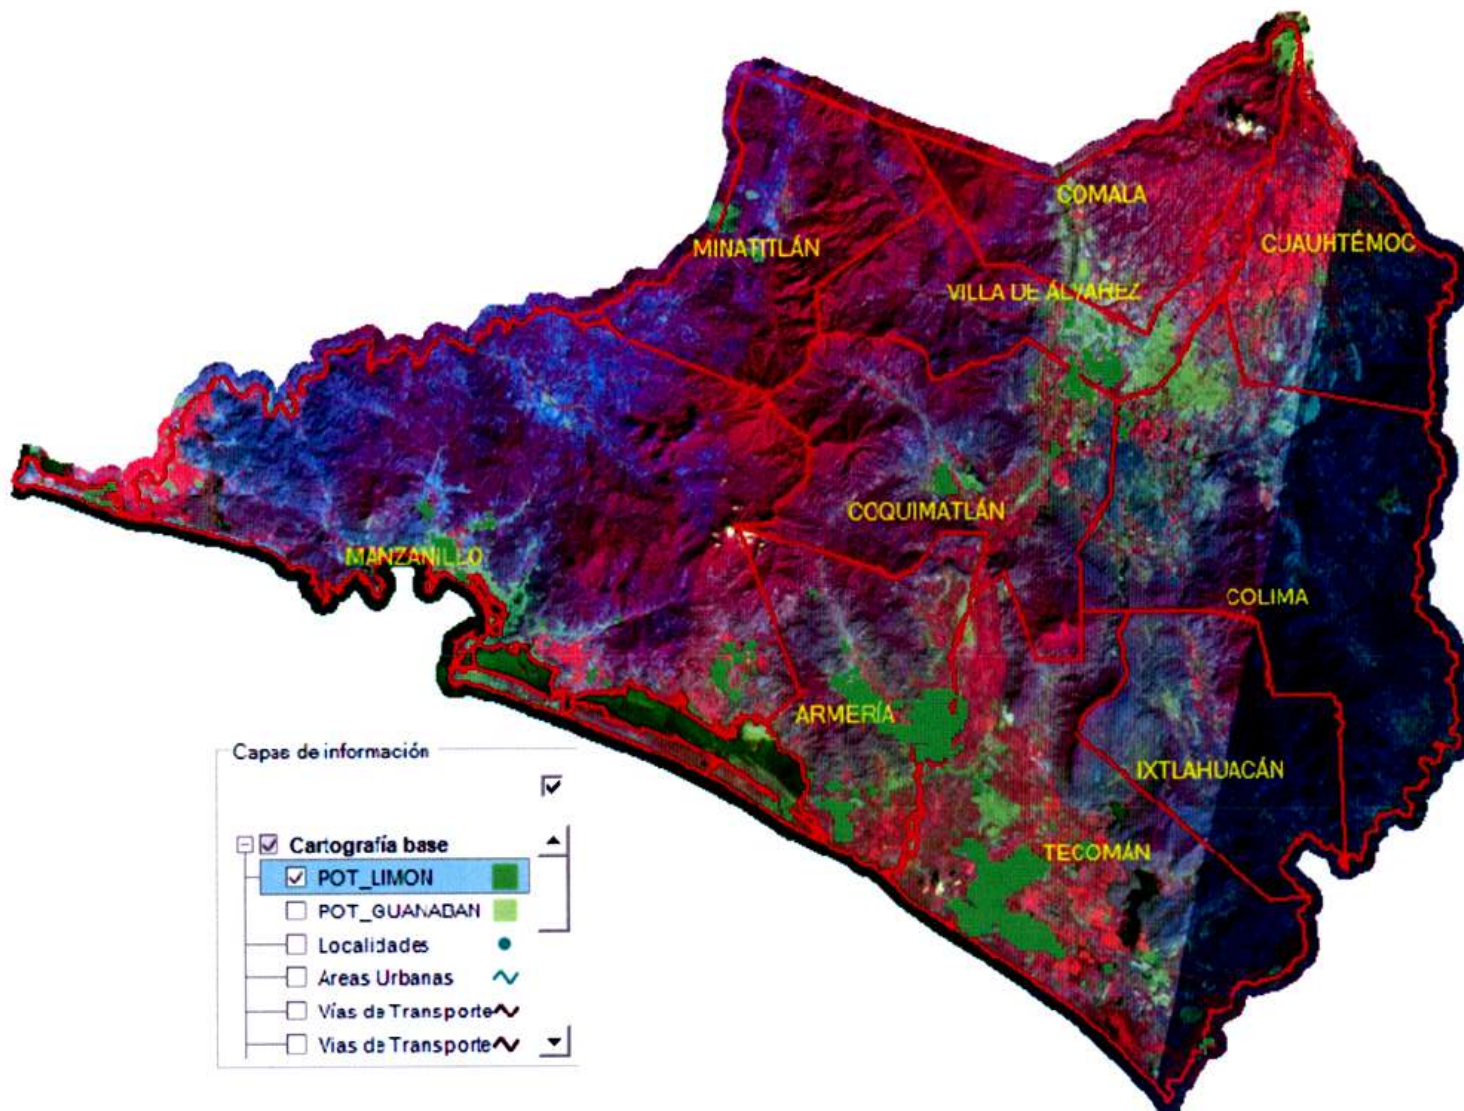 COMALA
CUAUHTÉMOC
MINATITLÁN
VILLA DE ÁLVAREZ
COQUIMATLÁN
MANZANILLO
COLIMA
ARMERÍA
IXTLAHUACÁN
TECOMÁN
Capas de información
Cartografía base
POT_LIMON
POT_GUANABAN
Localidades
Areas Urbanas
Vías de Transporte
Vias de Transporte